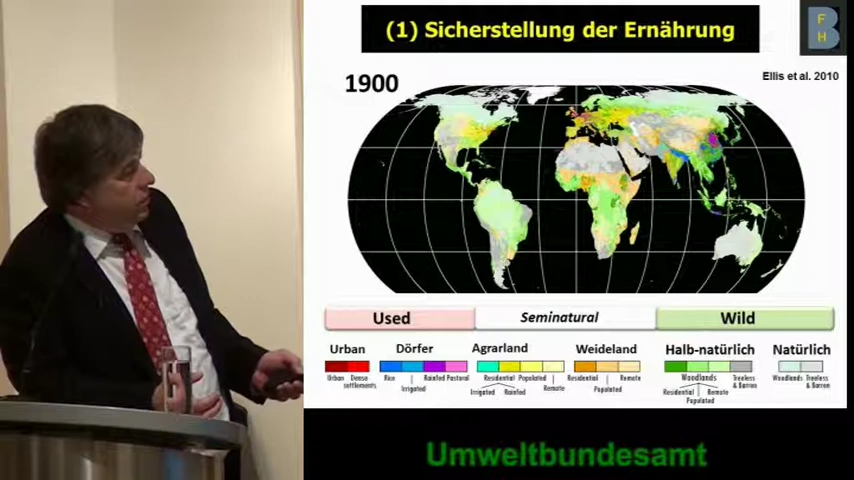 (1) Sicherstellung der Ernährung
F
B
H
1900
Ellis et al. 2010
Used
Seminatural
Wild
Urban
Dörfer
Agrarland
Weideland
Halb-natürlich
Natürlich
Urban
Dense settlements
Rice
Irrigated
Rainfed
Pastoral
Irrigated
Residential
Rainfed
Populated
Remote
Residential
Populated
Remote
Woodlands
Residential
Populated
Remote
Treeless & Barren
Woodlands
Treeless & Barren
Umweltbundesamt